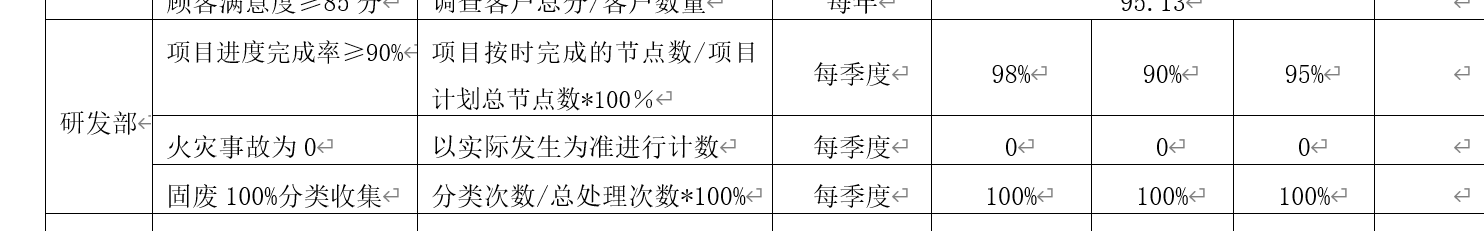 顾客满意度≥85 分 调查客户总分/客户数量 每年 95.13
项目进度完成率≥90% 项目按时完成的节点数/项目计划总节点数*100% 每季度 98% 90% 95%
研发部
火灾事故为 0 以实际发生为准进行计数 每季度 0 0 0
固废 100%分类收集 分类次数/总处理次数*100% 每季度 100% 100% 100%